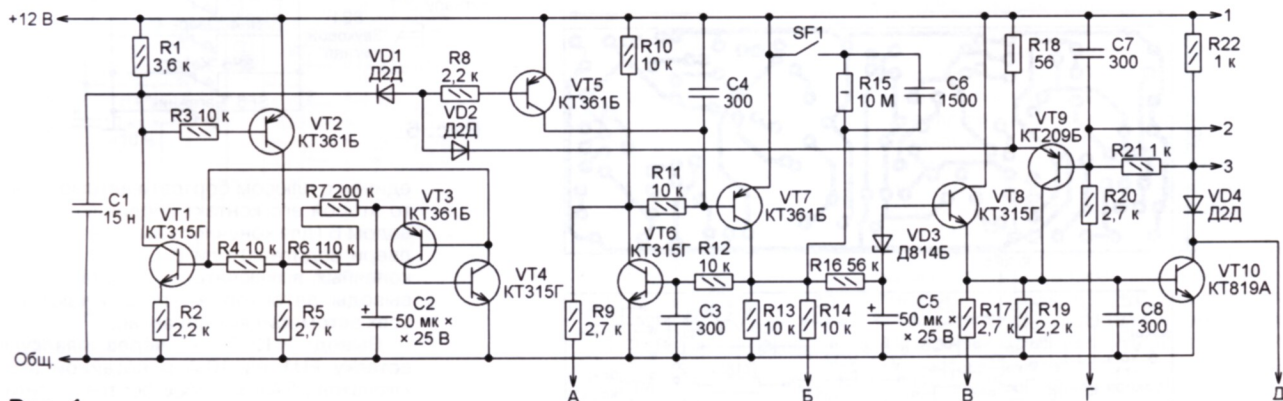 +12 В
R1
3,6 к
R3 10 к
VT2
КТ361Б
VD1
Д2Д
R8
2,2 к
VD2
Д2Д
VT5
КТ361Б
R10
10 к
C4
300
SF1
R15
10 М
C6
1500
R18
56
C7
300
R22
1 к
1
2
3
VT9
КТ209Б
R21 1 к
C1
15 н
VT1
КТ315Г
R4 10 к
R7 200 к
R6 110 к
VT3
КТ361Б
VT4
КТ315Г
R11
10 к
VT7
КТ361Б
VT6
КТ315Г
R12
10 к
R16 56 к
VD3
Д814Б
VT8
КТ315Г
R20
2,7 к
VD4
Д2Д
VT10
КТ819А
R2
2,2 к
R5
2,7 к
C2
50 мк ×
× 25 В
R9
2,7 к
C3
300
R13
10 к
R14
10 к
C5
50 мк ×
× 25 В
R17
2,7 к
R19
2,2 к
C8
300
Общ.
А
Б
В
Г
Д